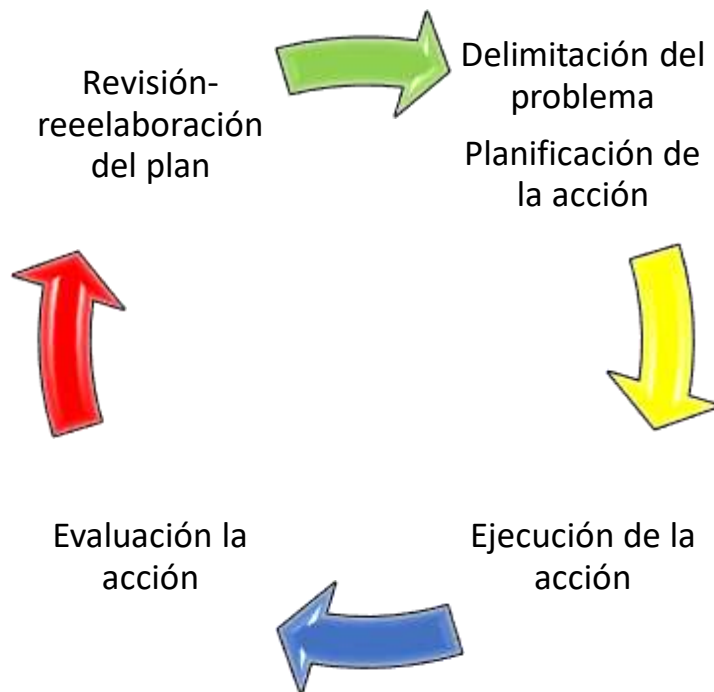 Delimitación del
problema
Planificación de
la acción
Ejecución de la
acción
Evaluación la
acción
Revisión-
reeelaboración
del plan